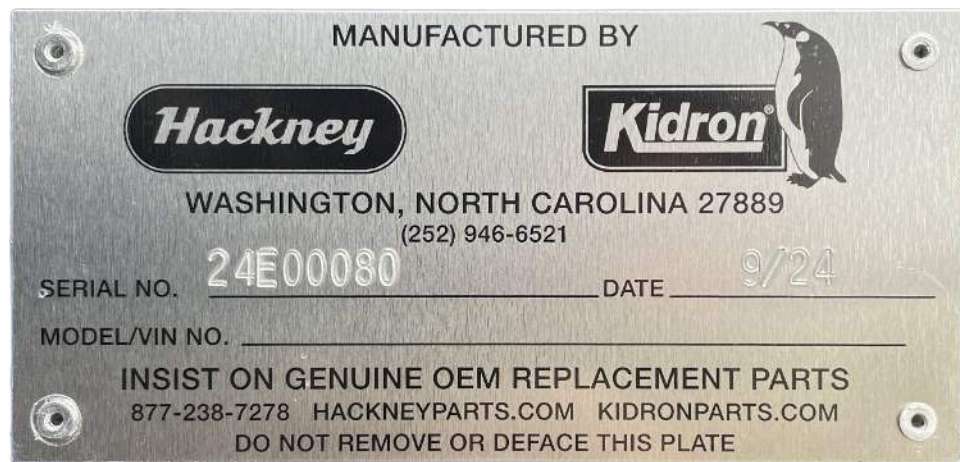 MANUFACTURED BY
Hackney Kidron®
WASHINGTON, NORTH CAROLINA 27889
(252) 946-6521
SERIAL NO. 24E00080 DATE 9/24
MODEL/VIN NO.
INSIST ON GENUINE OEM REPLACEMENT PARTS
877-238-7278 HACKNEYPARTS.COM KIDRONPARTS.COM
DO NOT REMOVE OR DEFACE THIS PLATE